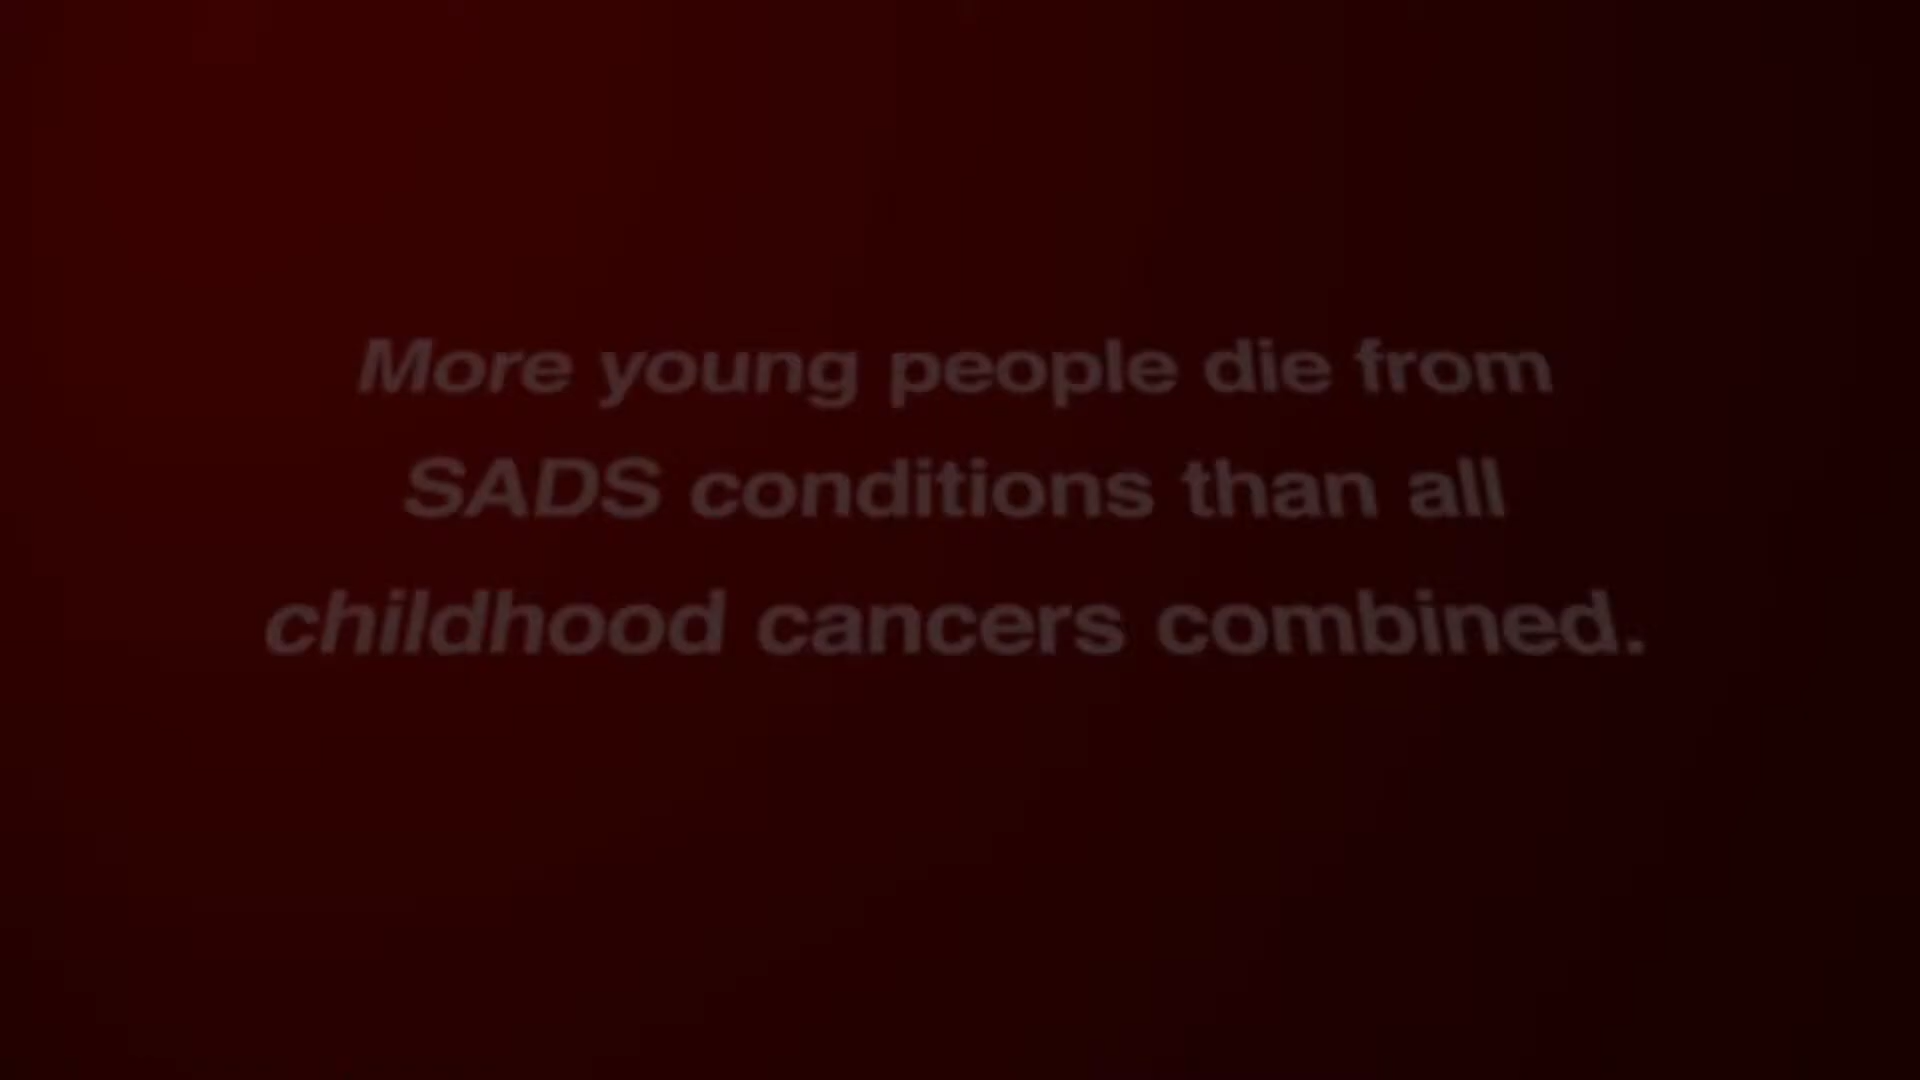 More young people die from
SADS conditions than all
childhood cancers combined.